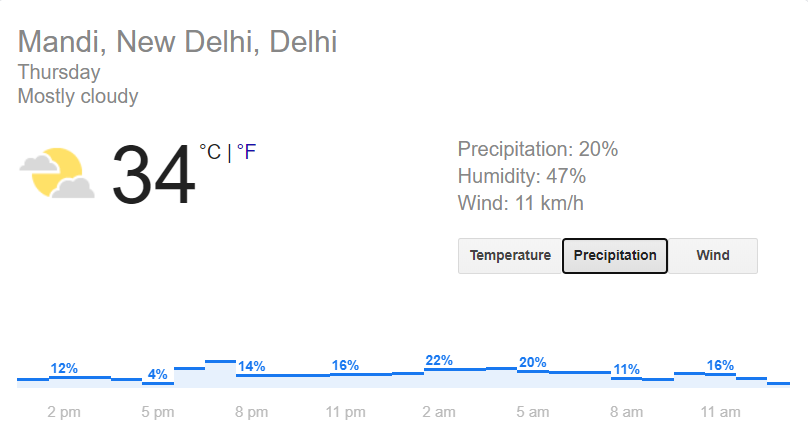 Mandi, New Delhi, Delhi
Thursday
Mostly cloudy
34 °C | °F
Precipitation: 20%
Humidity: 47%
Wind: 11 km/h
Temperature Precipitation Wind
12% 4% 14% 16% 22% 20% 11% 16%
2 pm 5 pm 8 pm 11 pm 2 am 5 am 8 am 11 am